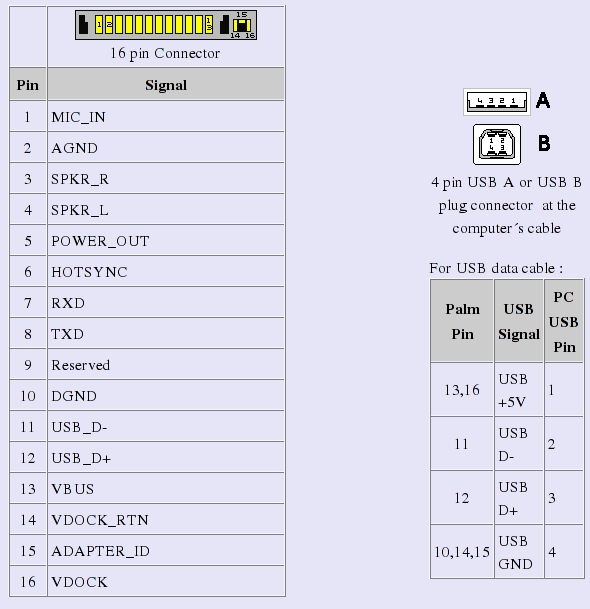 1 2 13 15
14 16
16 pin Connector
Pin Signal
1 MIC_IN
2 AGND
3 SPKR_R
4 SPKR_L
5 POWER_OUT
6 HOTSYNC
7 RXD
8 TXD
9 Reserved
10 DGND
11 USB_D-
12 USB_D+
13 VBUS
14 VDOCK_RTN
15 ADAPTER_ID
16 VDOCK
4 3 2 1 A
1 2 B
4 3
4 pin USB A or USB B
plug connector at the
computer´s cable
For USB data cable :
Palm Pin USB Signal PC USB Pin
13,16 USB +5V 1
11 USB D- 2
12 USB D+ 3
10,14,15 USB GND 4